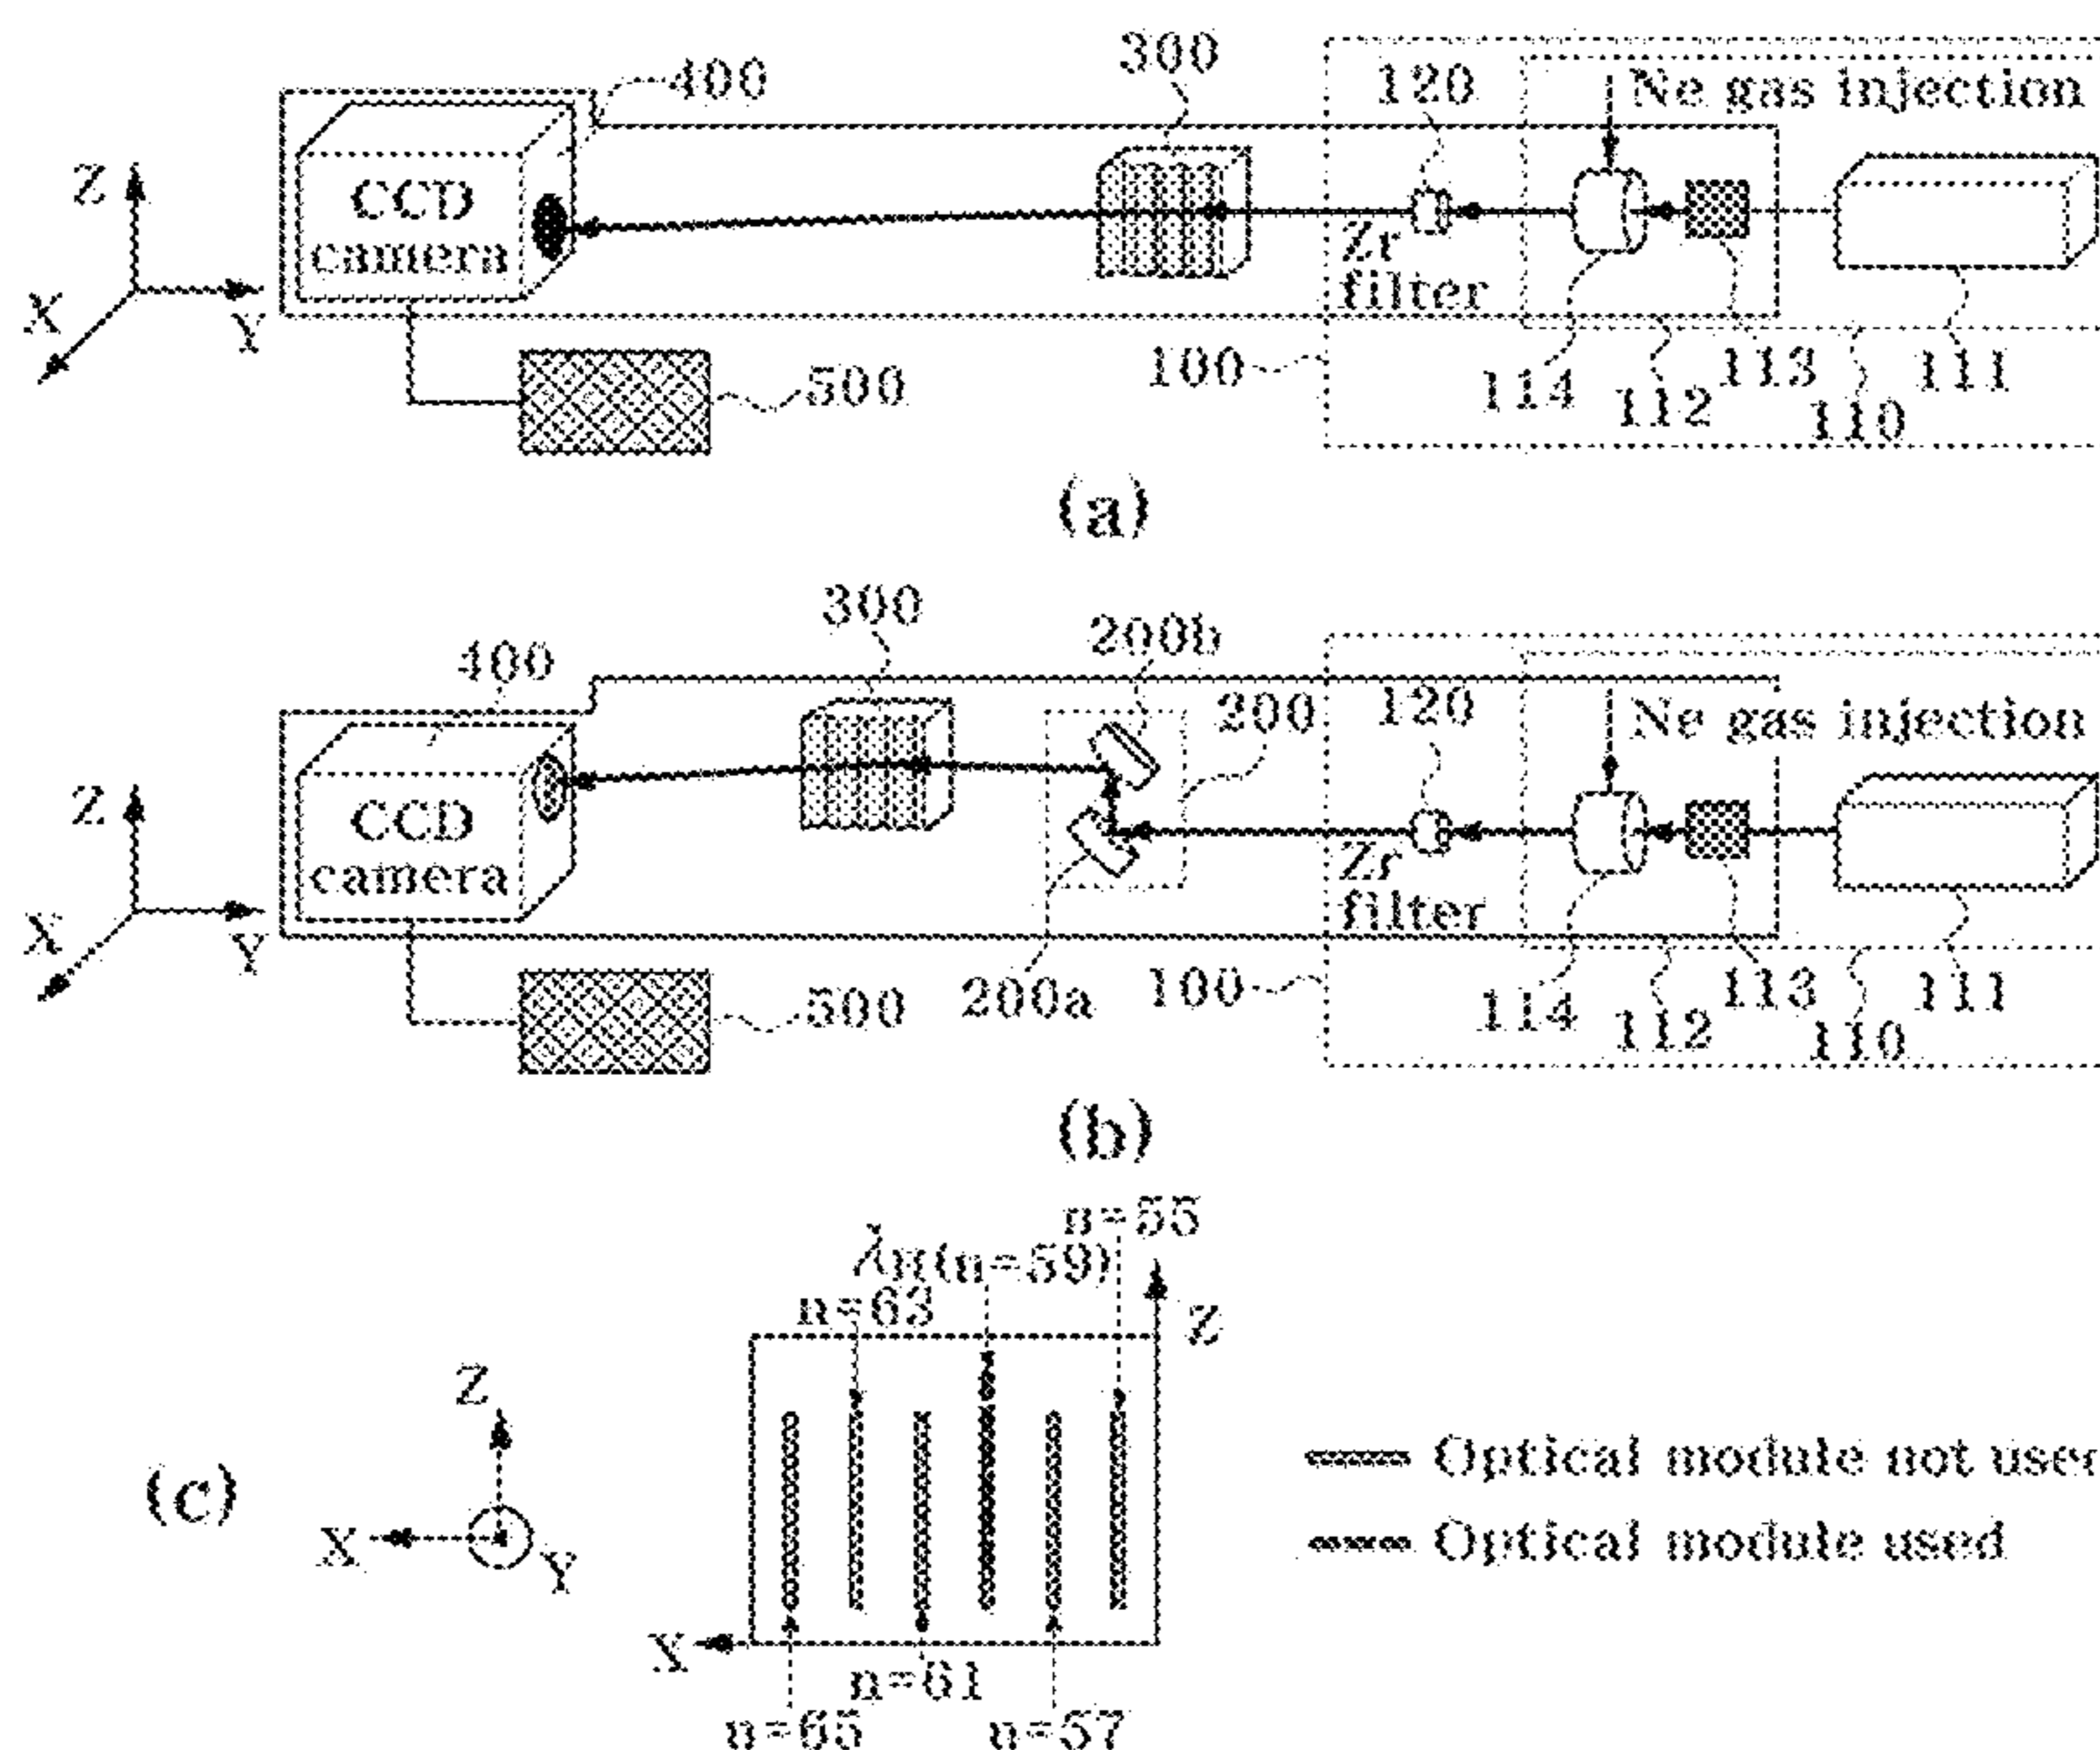 300
400
120
Ne gas injection
Z
CCD
camera
Zr
filter
X
Y
100
500
114
112
113
110
111
(a)
300
200b
400
200
120
Ne gas injection
Z
CCD
camera
Zr
filter
X
Y
200a
100
500
114
112
113
110
111
(b)
n=55
λM(n=59)
n=63
Z
Z
(c)
X
Y
Optical module not used
Optical module used
X
n=61
n=65
n=57